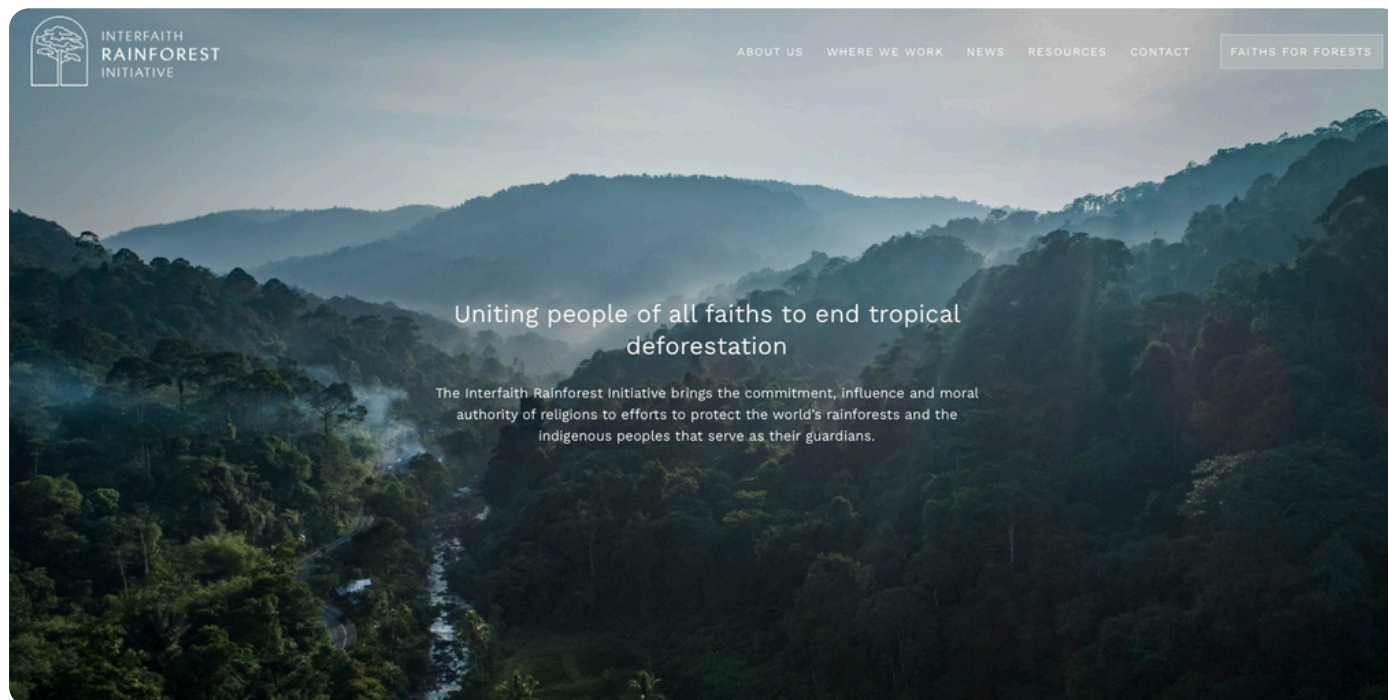 INTERFAITH
RAINFOREST
INITIATIVE
ABOUT US WHERE WE WORK NEWS RESOURCES CONTACT FAITHS FOR FORESTS
Uniting people of all faiths to end tropical
deforestation
The Interfaith Rainforest Initiative brings the commitment, influence and moral
authority of religions to efforts to protect the world's rainforests and the
indigenous peoples that serve as their guardians.